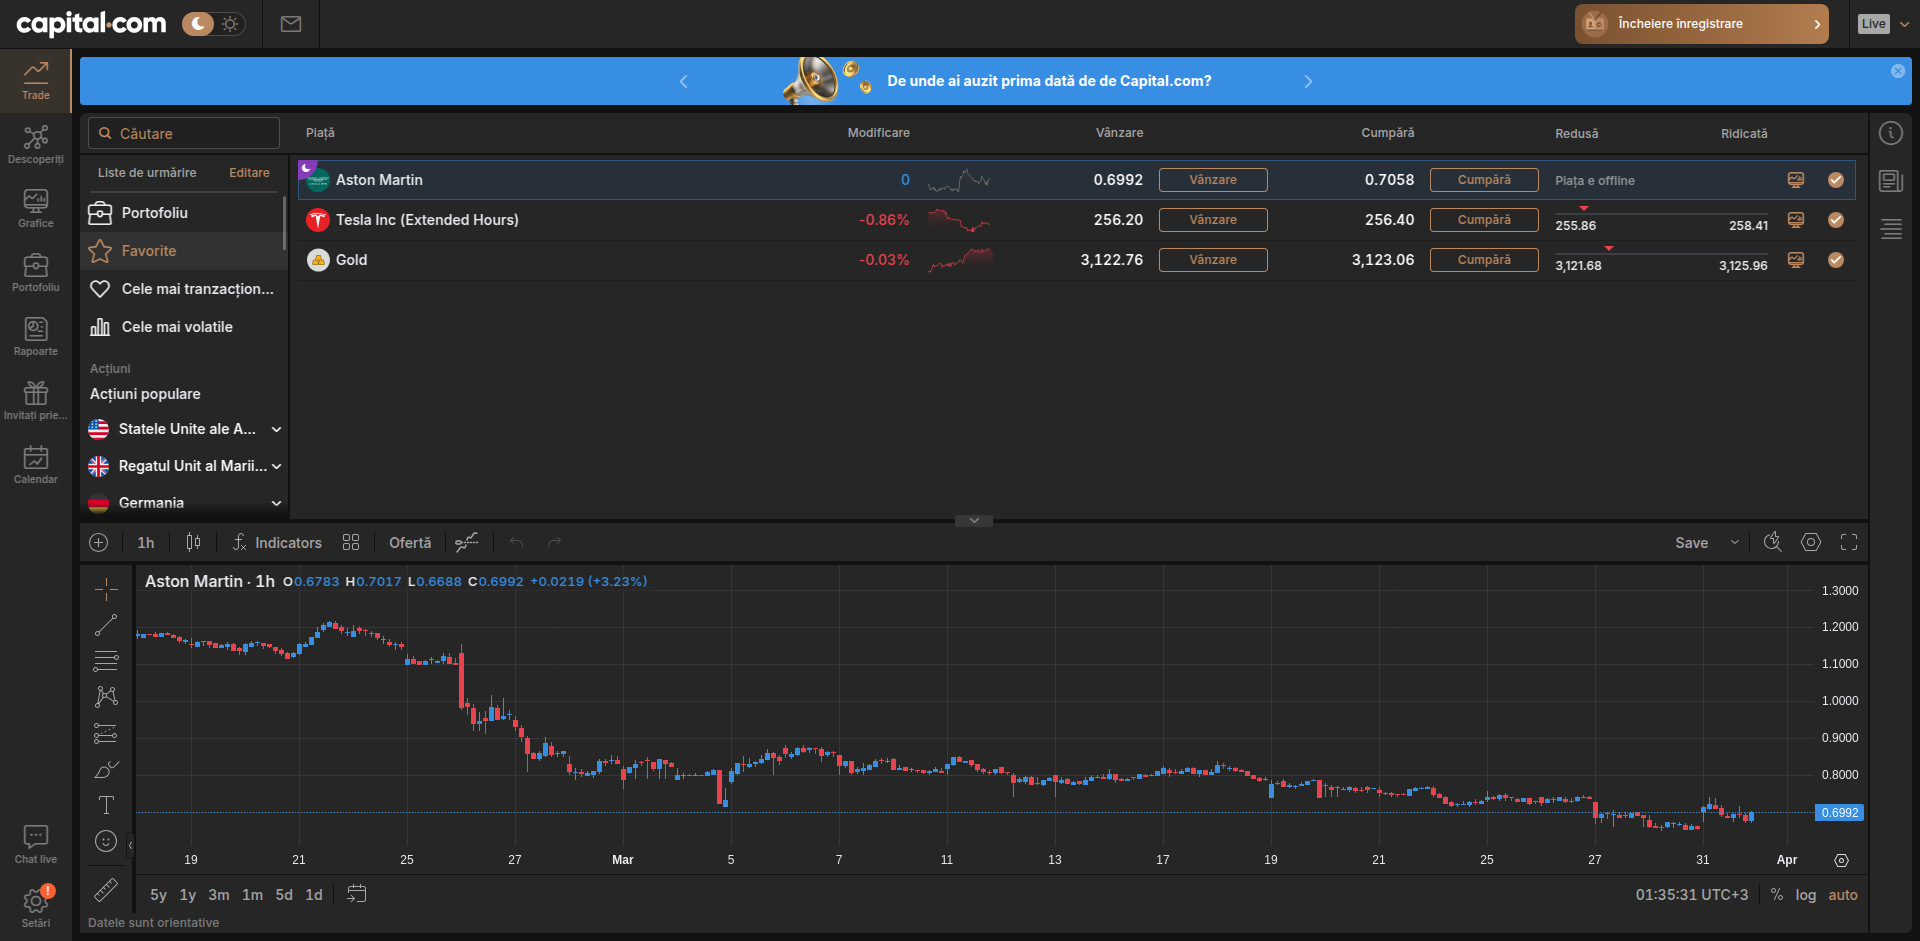 capital.com
Încheiere înregistrare
Live
Trade
Descoperiți
Grafice
Portofoliu
Rapoarte
Invitați prie...
Calendar
Chat live
!
Setări
De unde ai auzit prima dată de de Capital.com?
Căutare
Piață Modificare Vânzare Cumpără Redusă Ridicată
Liste de urmărire Editare
Portofoliu
Favorite
Cele mai tranzacțion...
Cele mai volatile
Acțiuni
Acțiuni populare
Statele Unite ale A...
Regatul Unit al Marii...
Germania
Aston Martin 0 0.6992 Vânzare 0.7058 Cumpără Piața e offline
Tesla Inc (Extended Hours) -0.86% 256.20 Vânzare 256.40 Cumpără 255.86 258.41
Gold -0.03% 3,122.76 Vânzare 3,123.06 Cumpără 3,121.68 3,125.96
1h Indicators Ofertă Save
Aston Martin · 1h O0.6783 H0.7017 L0.6688 C0.6992 +0.0219 (+3.23%)
1.3000
1.2000
1.1000
1.0000
0.9000
0.8000
0.6992
19 21 25 27 Mar 5 7 11 13 17 19 21 25 27 31 Apr
5y 1y 3m 1m 5d 1d 01:35:31 UTC+3 % log auto
Datele sunt orientative